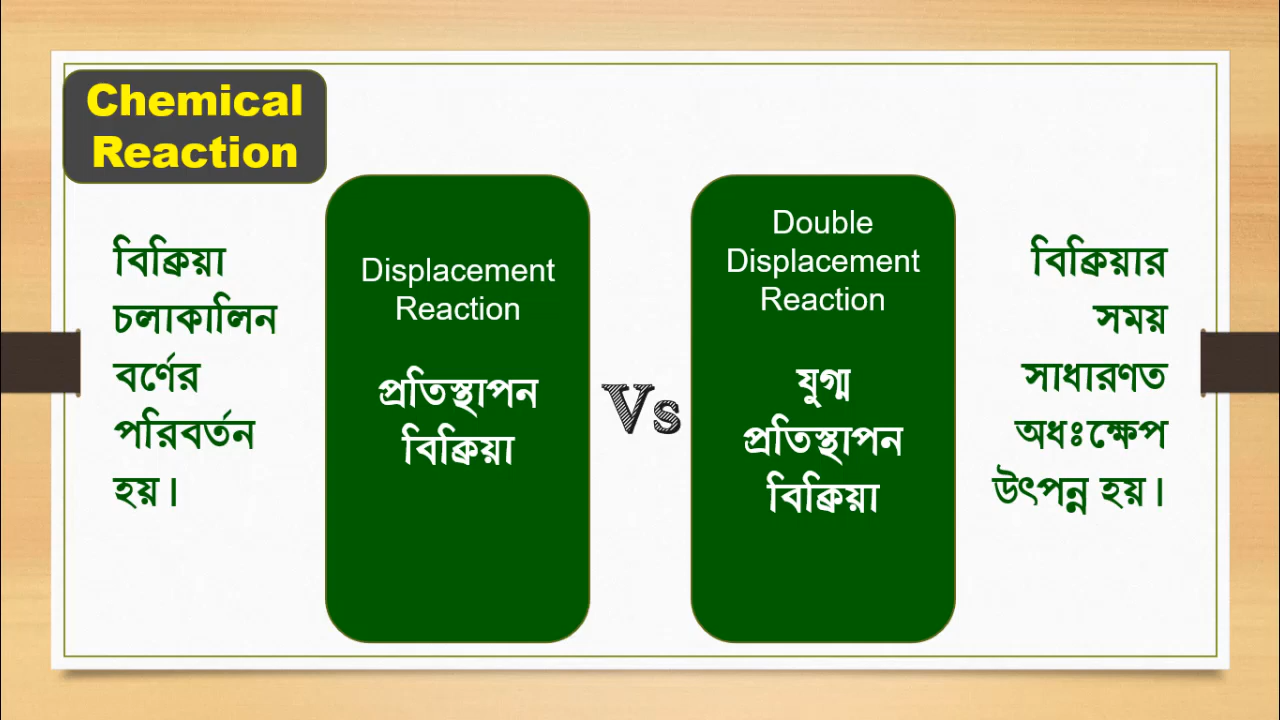 Chemical
Reaction
বিক্রিয়া
চলাকালিন
বর্ণের
পরিবর্তন
হয়।
Displacement
Reaction
প্রতিস্থাপন
বিক্রিয়া
Vs
Double
Displacement
Reaction
যুগ্ম
প্রতিস্থাপন
বিক্রিয়া
বিক্রিয়ার
সময়
সাধারণত
অধঃক্ষেপ
উৎপন্ন হয়।